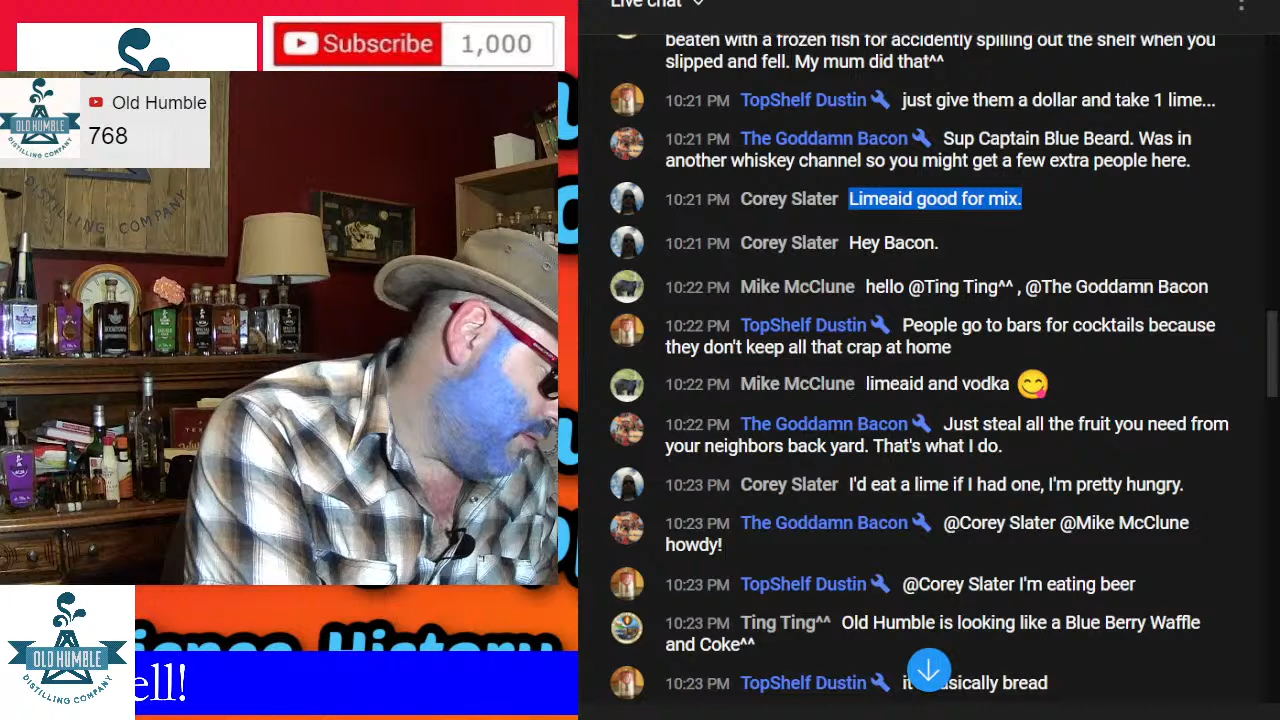 Subscribe 1,000
Old Humble
768
OLD HUMBLE
DISTILLING COMPANY
DISTILLING COMPANY
OLD HUMBLE
DISTILLING COMPANY
ience History
ell!
Live chat
beaten with a frozen fish for accidently spilling out the shelf when you
slipped and fell. My mum did that^^
10:21 PM TopShelf Dustin just give them a dollar and take 1 lime...
10:21 PM The Goddamn Bacon Sup Captain Blue Beard. Was in
another whiskey channel so you might get a few extra people here.
10:21 PM Corey Slater Limeaid good for mix.
10:21 PM Corey Slater Hey Bacon.
10:22 PM Mike McClune hello @Ting Ting^^ , @The Goddamn Bacon
10:22 PM TopShelf Dustin People go to bars for cocktails because
they don't keep all that crap at home
10:22 PM Mike McClune limeaid and vodka
10:22 PM The Goddamn Bacon Just steal all the fruit you need from
your neighbors back yard. That's what I do.
10:23 PM Corey Slater I'd eat a lime if I had one, I'm pretty hungry.
10:23 PM The Goddamn Bacon @Corey Slater @Mike McClune
howdy!
10:23 PM TopShelf Dustin @Corey Slater I'm eating beer
10:23 PM Ting Ting^^ Old Humble is looking like a Blue Berry Waffle
and Coke^^
10:23 PM TopShelf Dustin bread